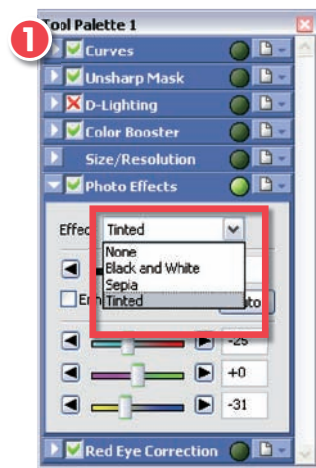 Tool Palette 1
1
Curves
Unsharp Mask
D-Lighting
Color Booster
Size/Resolution
Photo Effects
Effec
Tinted
None
Black and White
Sepia
Tinted
-25
+0
-31
Red Eye Correction